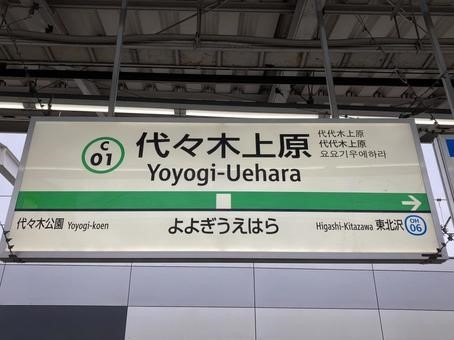 C
01
代々木上原
Yoyogi-Uehara
代代木上原
代代木上原
요요기우에하라
代々木公園 Yoyogi-koen
よよぎうえはら
Higashi-Kitazawa 東北沢
OH
06